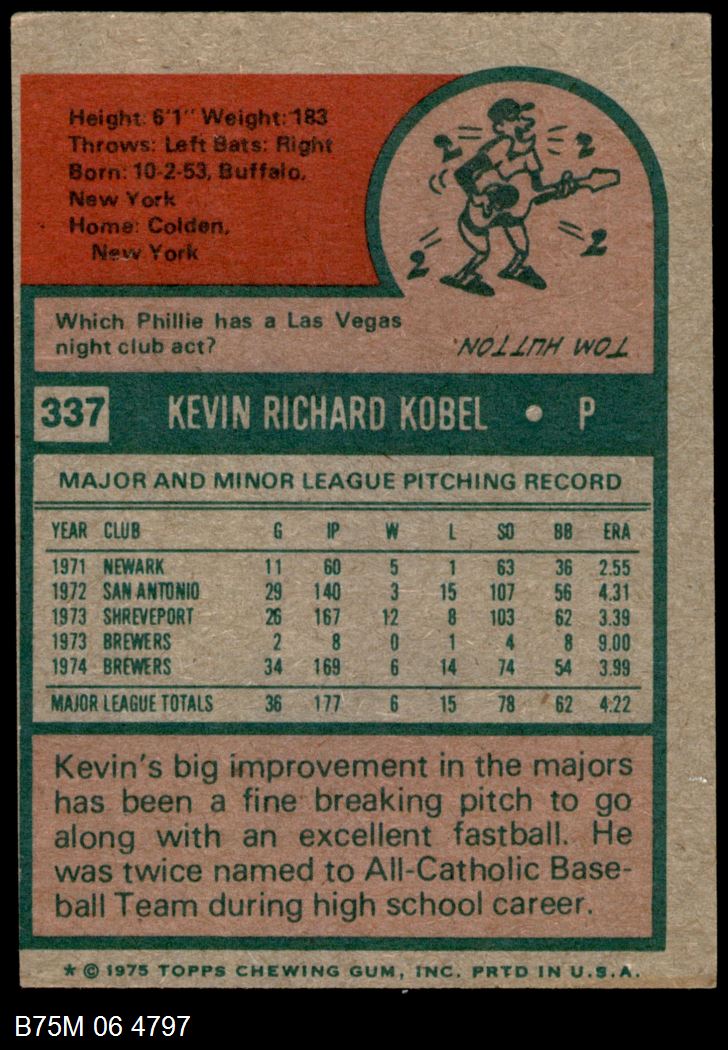 Height: 6'1" Weight: 183
Throws: Left Bats: Right
Born: 10-2-53, Buffalo,
New York
Home: Colden,
New York
2 2
2 2
Which Phillie has a Las Vegas
night club act?
TOM HUTTON.
337 KEVIN RICHARD KOBEL • P
MAJOR AND MINOR LEAGUE PITCHING RECORD
YEAR CLUB G IP W L SO BB ERA
1971 NEWARK 11 60 5 1 63 36 2.55
1972 SAN ANTONIO 29 140 3 15 107 56 4.31
1973 SHREVEPORT 26 167 12 8 103 62 3.39
1973 BREWERS 2 8 0 1 4 8 9.00
1974 BREWERS 34 169 6 14 74 54 3.99
MAJOR LEAGUE TOTALS 36 177 6 15 78 62 4.22
Kevin's big improvement in the majors
has been a fine breaking pitch to go
along with an excellent fastball. He
was twice named to All-Catholic Base-
ball Team during high school career.
* © 1975 TOPPS CHEWING GUM, INC. PRTD IN U.S.A.
B75M 06 4797